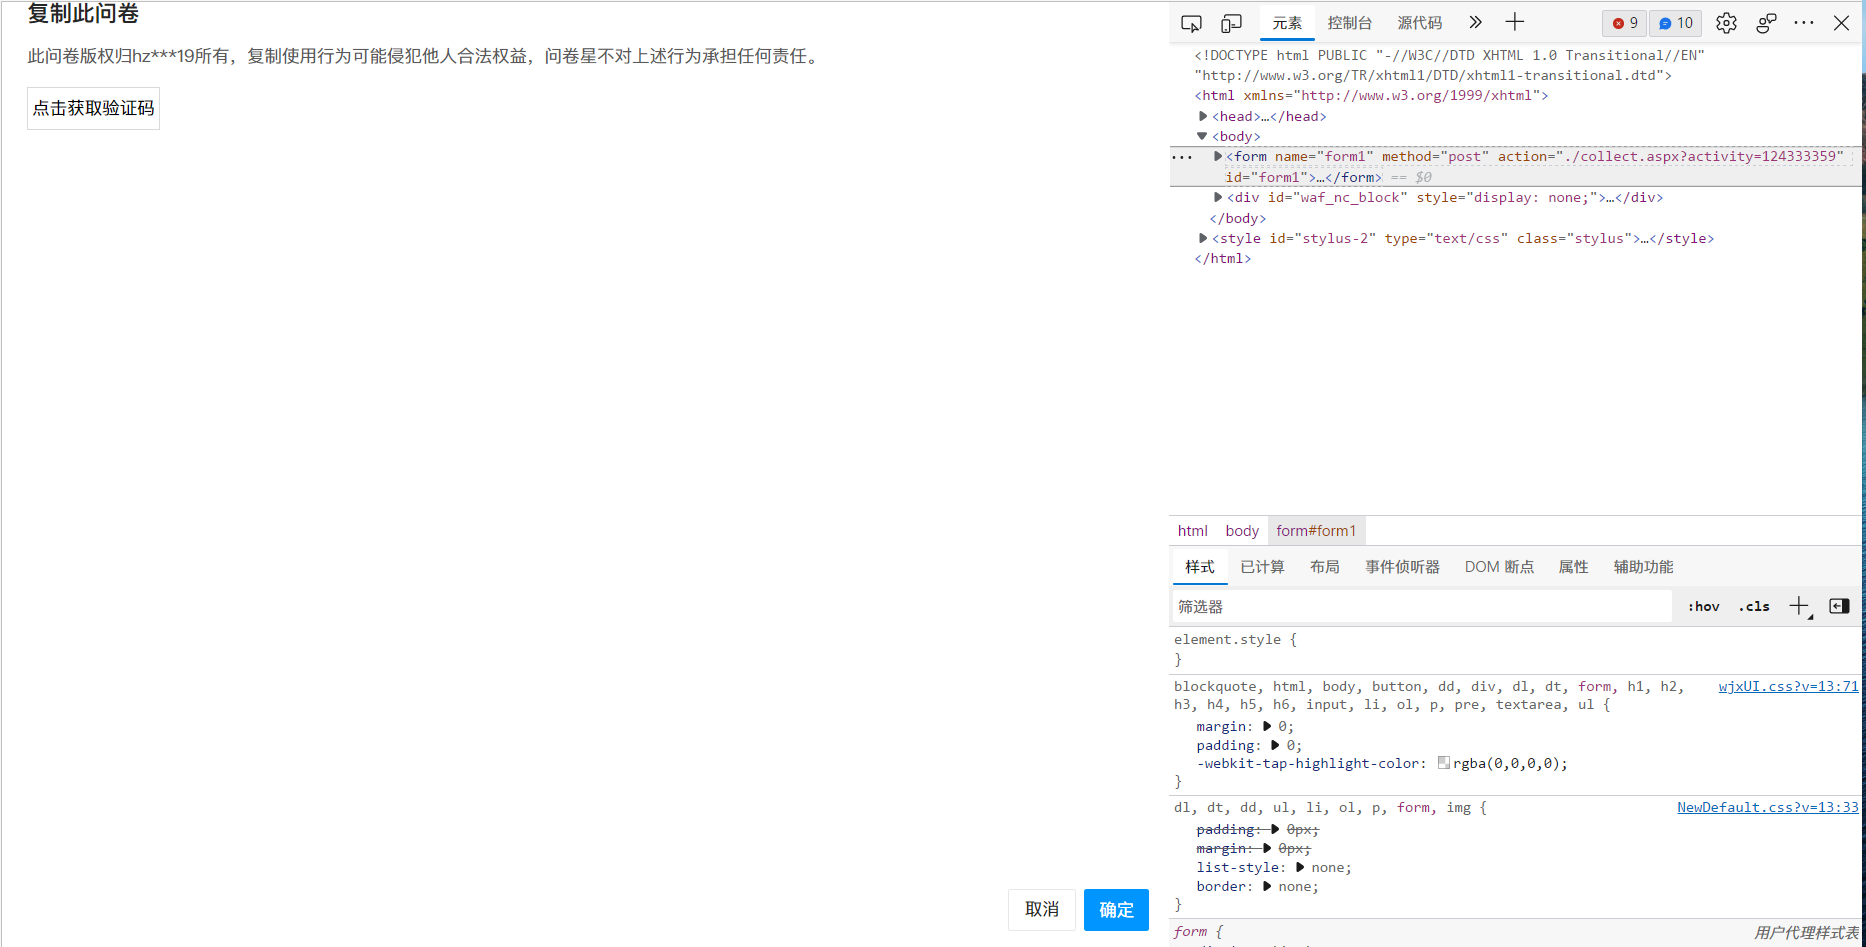 复制此问卷
此问卷版权归hz***19所有，复制使用行为可能侵犯他人合法权益，问卷星不对上述行为承担任何责任。
点击获取验证码
取消
确定
元素
控制台
源代码
9
10
<!DOCTYPE html PUBLIC "-//W3C//DTD XHTML 1.0 Transitional//EN"
"http://www.w3.org/TR/xhtml1/DTD/xhtml1-transitional.dtd">
<html xmlns="http://www.w3.org/1999/xhtml">
<head>…</head>
<body>
<form name="form1" method="post" action="./collect.aspx?activity=124333359"
id="form1">…</form> == $0
<div id="waf_nc_block" style="display: none;">…</div>
</body>
<style id="stylus-2" type="text/css" class="stylus">…</style>
</html>
html body form#form1
样式 已计算 布局 事件侦听器 DOM 断点 属性 辅助功能
筛选器
:hov .cls
element.style {
}
blockquote, html, body, button, dd, div, dl, dt, form, h1, h2, wjxUI.css?v=13:71
h3, h4, h5, h6, input, li, ol, p, pre, textarea, ul {
margin: 0;
padding: 0;
-webkit-tap-highlight-color: rgba(0,0,0,0);
}
dl, dt, dd, ul, li, ol, p, form, img { NewDefault.css?v=13:33
padding: 0px;
margin: 0px;
list-style: none;
border: none;
}
form { 用户代理样式表